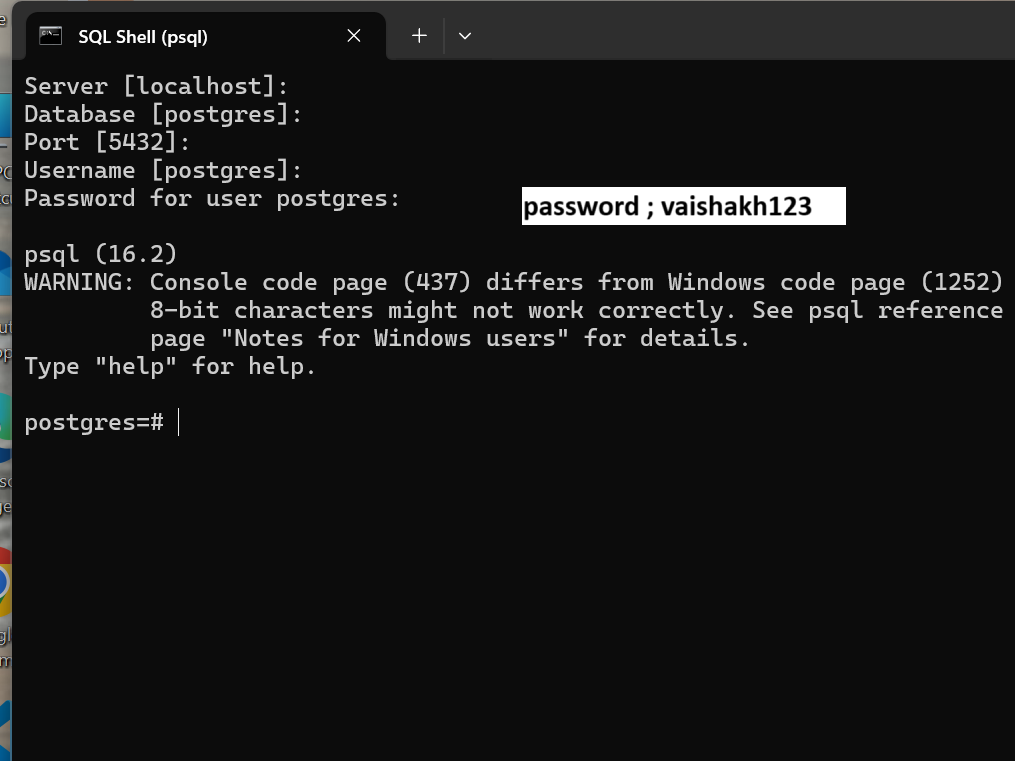 SQL Shell (psql)
Server [localhost]:
Database [postgres]:
Port [5432]:
Username [postgres]:
Password for user postgres:
password ; vaishakh123
psql (16.2)
WARNING: Console code page (437) differs from Windows code page (1252)
8-bit characters might not work correctly. See psql reference
page "Notes for Windows users" for details.
Type "help" for help.
postgres=#